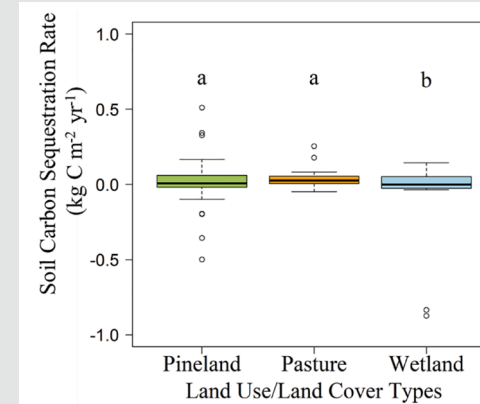 Soil Carbon Sequestration Rate
(kg C m-2 yr-1)
1.0
0.5
0.0
-0.5
-1.0
a
a
b
Pineland
Pasture
Wetland
Land Use/Land Cover Types